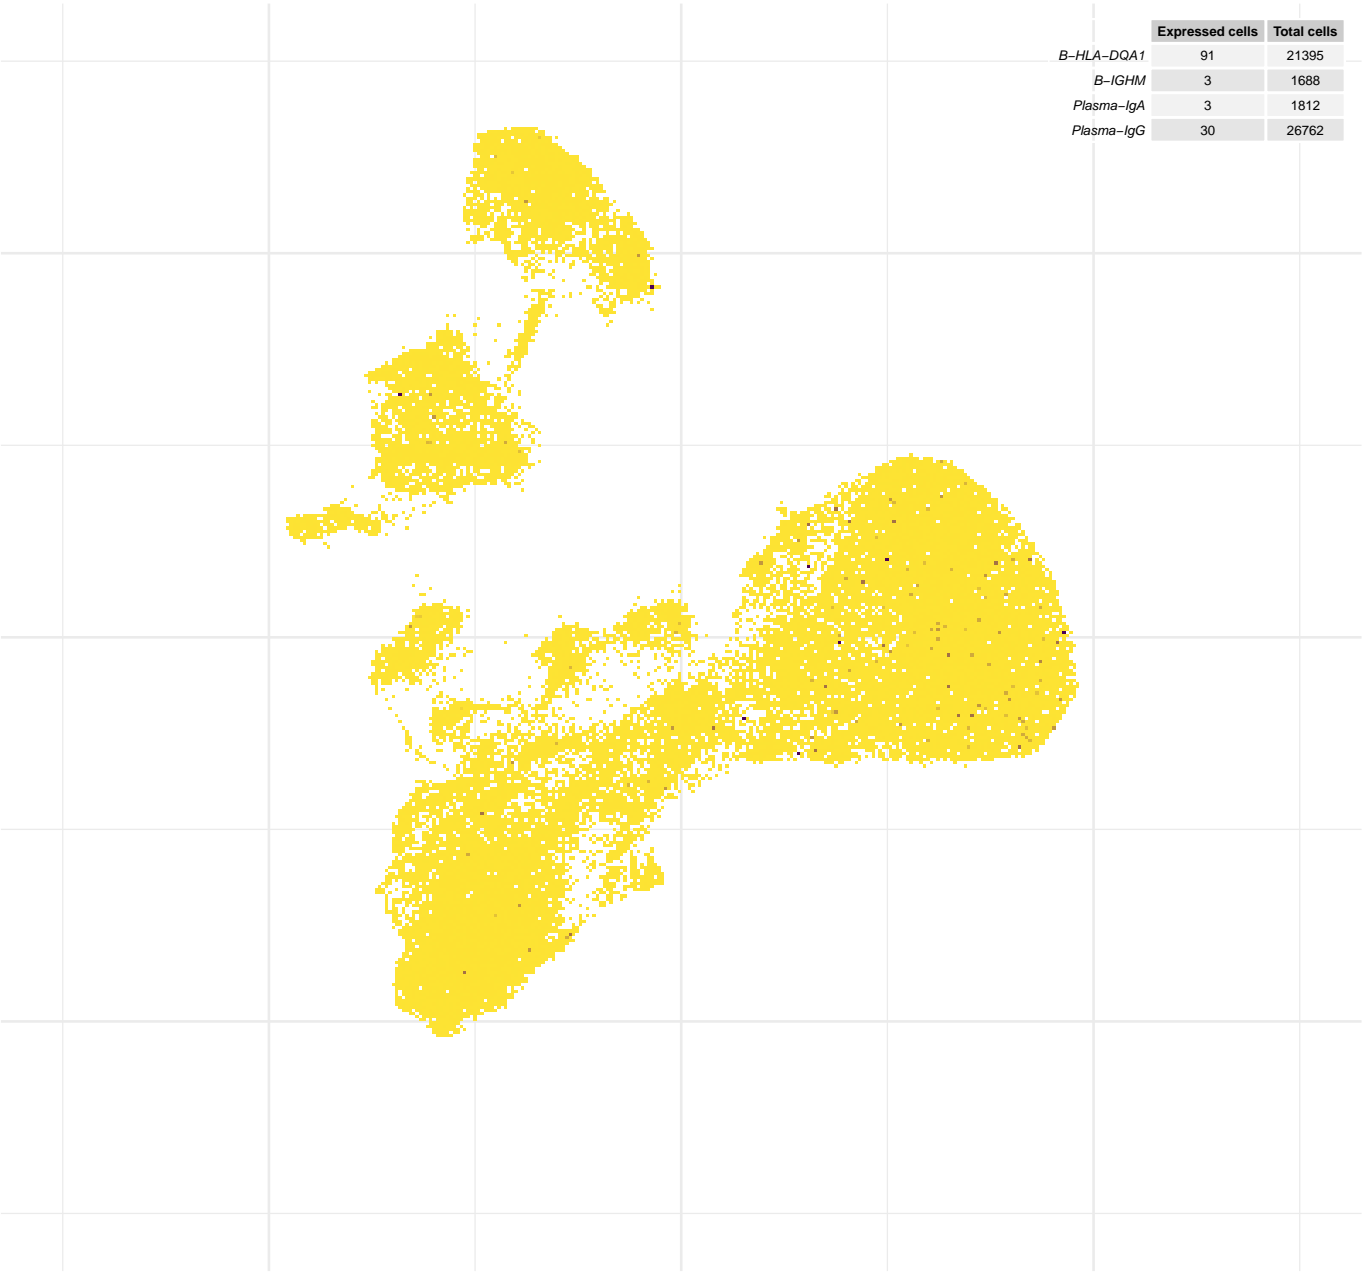 Expressed cells Total cells
B−HLA−DQA1 91 21395
B−IGHM 3 1688
Plasma−IgA 3 1812
Plasma−IgG 30 26762